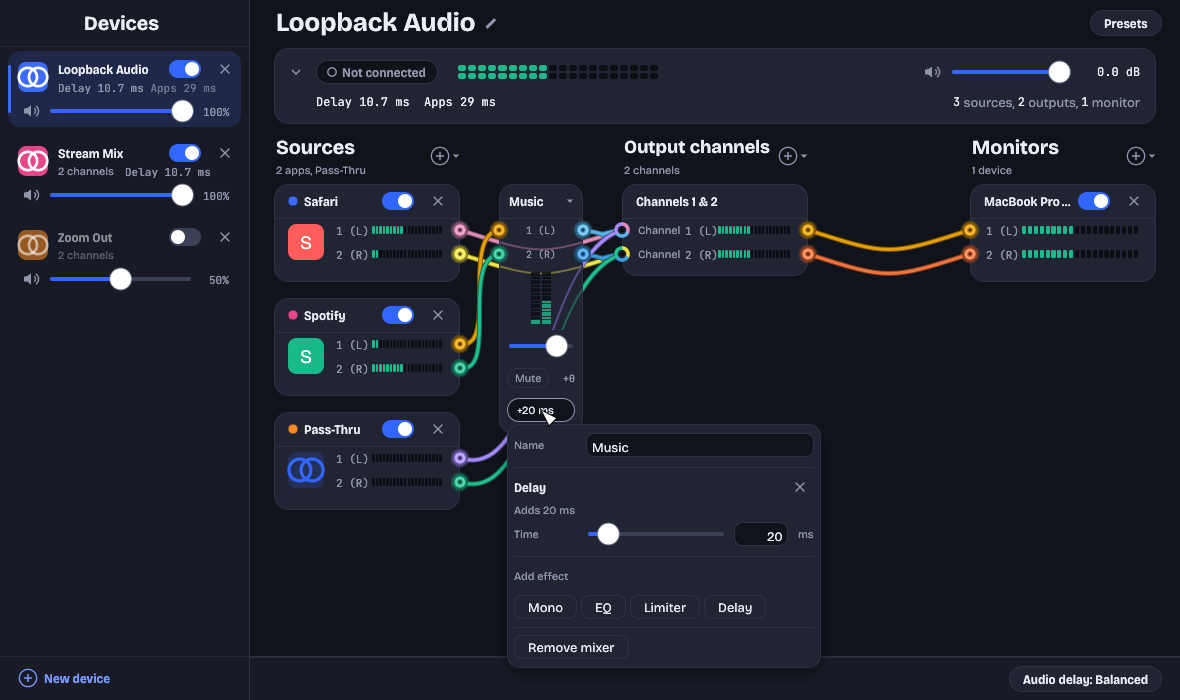 Devices
Loopback Audio
Delay 10.7 ms Apps 29 ms
100%
Stream Mix
2 channels Delay 10.7 ms
100%
Zoom Out
2 channels
50%
New device
Loopback Audio
Presets
Not connected
0.0 dB
Delay 10.7 ms Apps 29 ms
3 sources, 2 outputs, 1 monitor
Sources
2 apps, Pass-Thru
Safari
S
1 (L)
2 (R)
Spotify
S
1 (L)
2 (R)
Pass-Thru
1 (L)
2 (R)
Music
1 (L)
2 (R)
Mute +0
+20 ms
Output channels
2 channels
Channels 1 & 2
Channel 1 (L)
Channel 2 (R)
Monitors
1 device
MacBook Pro ...
1 (L)
2 (R)
Name Music
Delay
Adds 20 ms
Time 20 ms
Add effect
Mono EQ Limiter Delay
Remove mixer
Audio delay: Balanced